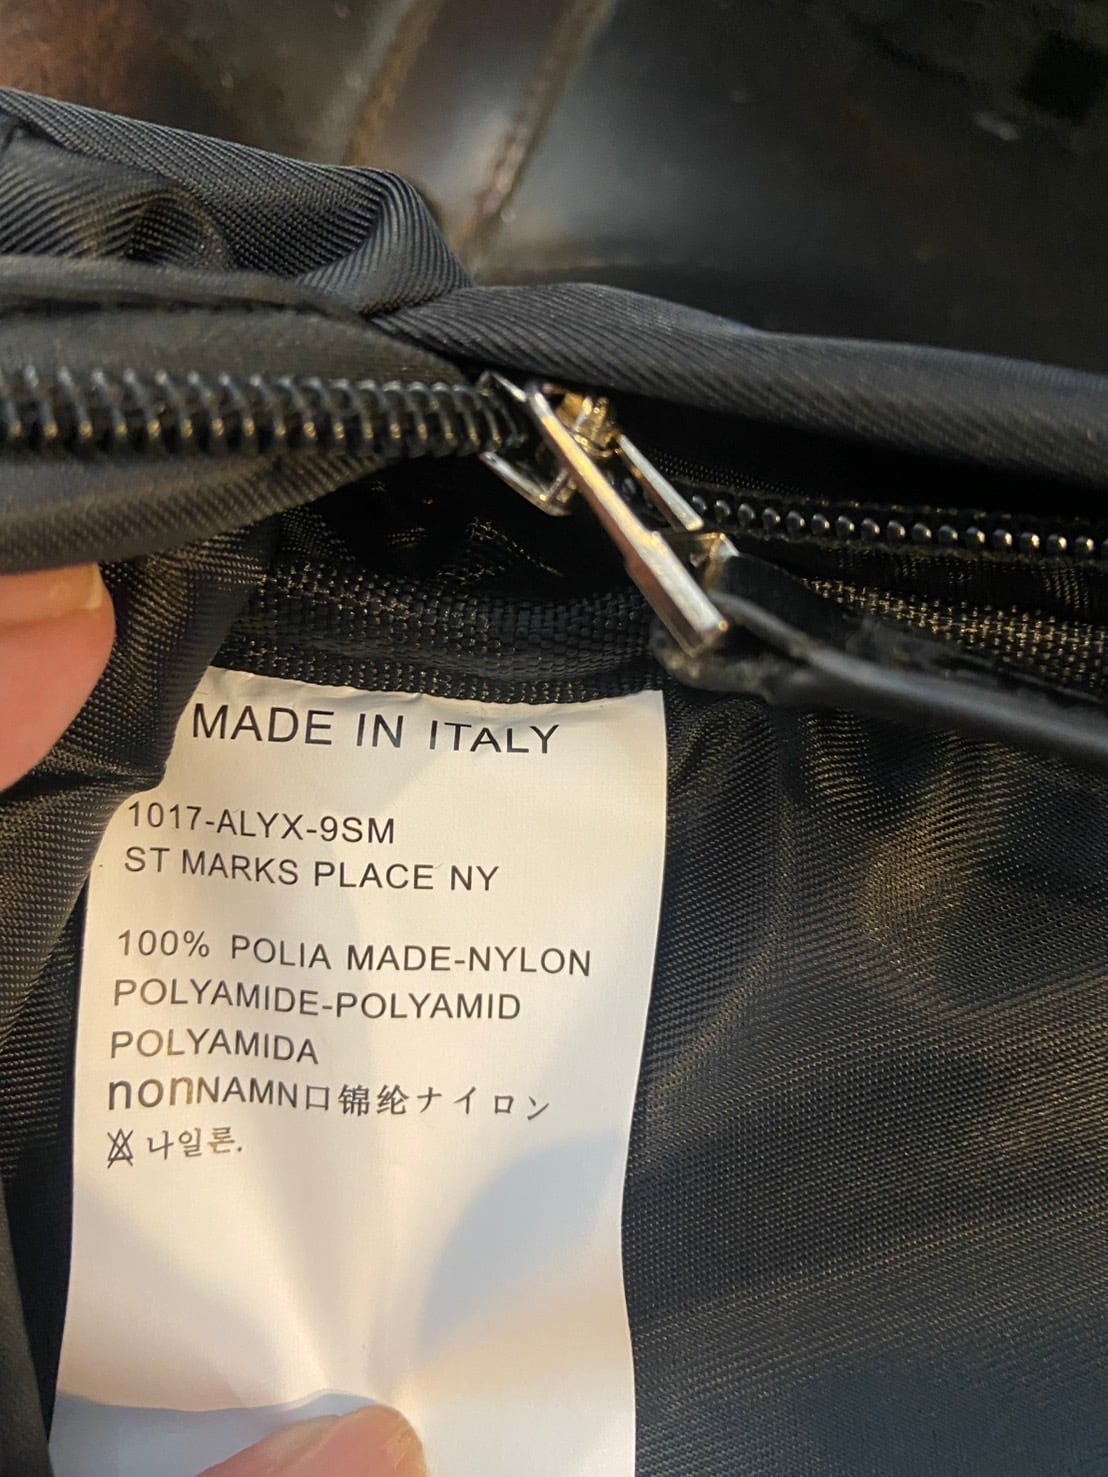 MADE IN ITALY
1017-ALYX-9SM
ST MARKS PLACE NY
100% POLIA MADE-NYLON
POLYAMIDE-POLYAMID
POLYAMIDA
nonNAMN口锦纶ナイロン
나일론.